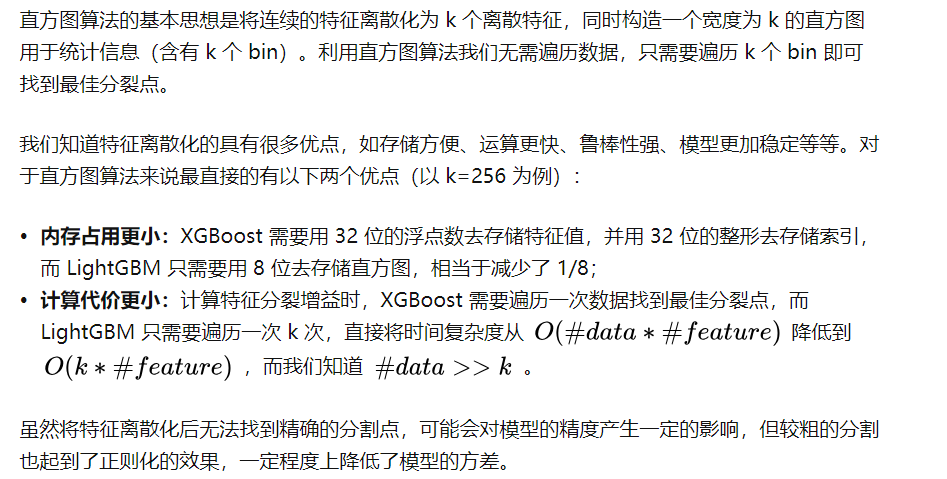 直方图算法的基本思想是将连续的特征离散化为 k 个离散特征，同时构造一个宽度为 k 的直方图
用于统计信息（含有 k 个 bin）。利用直方图算法我们无需遍历数据，只需要遍历 k 个 bin 即可
找到最佳分裂点。
我们知道特征离散化的具有很多优点，如存储方便、运算更快、鲁棒性强、模型更加稳定等等。对
于直方图算法来说最直接的有以下两个优点（以 k=256 为例）：
• 内存占用更小：XGBoost 需要用 32 位的浮点数去存储特征值，并用 32 位的整形去存储索引，
而 LightGBM 只需要用 8 位去存储直方图，相当于减少了 1/8；
• 计算代价更小：计算特征分裂增益时，XGBoost 需要遍历一次数据找到最佳分裂点，而
LightGBM 只需要遍历一次 k 次，直接将时间复杂度从 O(#data * #feature) 降低到
O(k * #feature) ，而我们知道 #data >> k 。
虽然将特征离散化后无法找到精确的分割点，可能会对模型的精度产生一定的影响，但较粗的分割
也起到了正则化的效果，一定程度上降低了模型的方差。